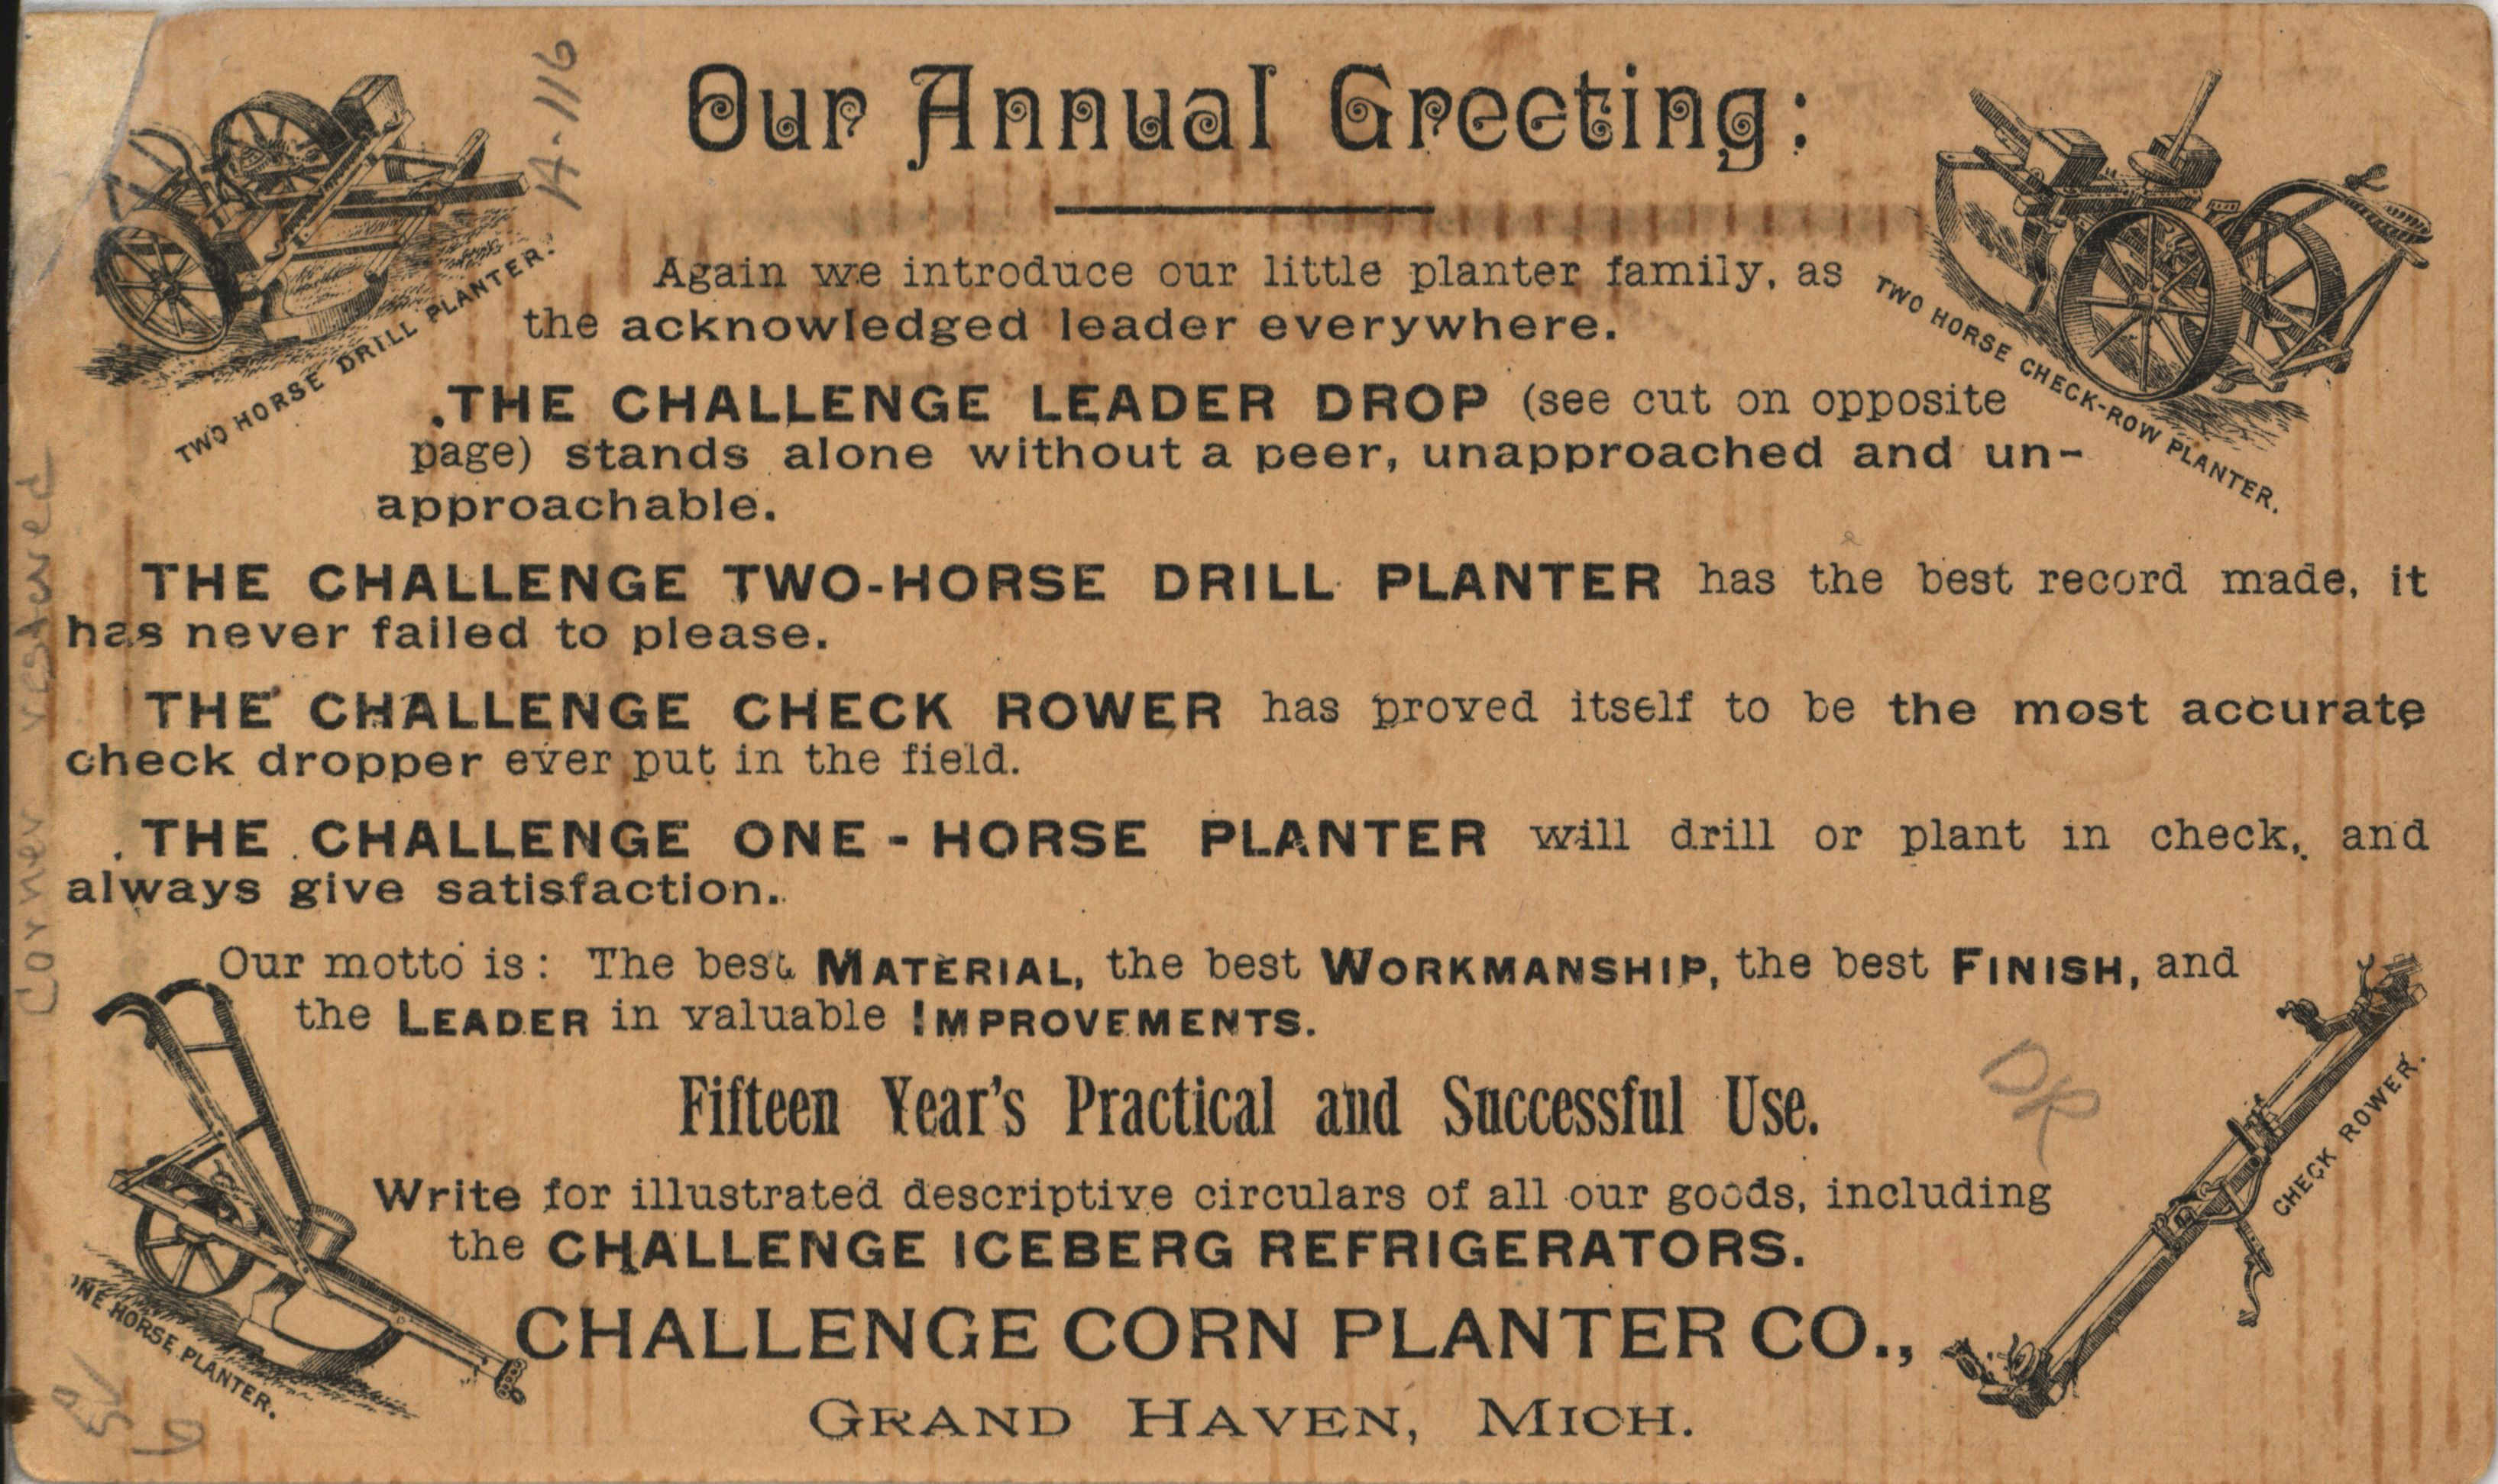 A-116
Our Annual Greeting:
Again we introduce our little planter family, as
the acknowledged leader everywhere.
TWO HORSE DRILL PLANTER.
TWO HORSE CHECK-ROW PLANTER.
THE CHALLENGE LEADER DROP (see cut on opposite
page) stands alone without a peer, unapproached and un-
approachable.
THE CHALLENGE TWO-HORSE DRILL PLANTER has the best record made, it
has never failed to please.
THE CHALLENGE CHECK ROWER has proved itself to be the most accurate
check dropper ever put in the field.
THE CHALLENGE ONE-HORSE PLANTER will drill or plant in check, and
always give satisfaction.
Corner restured
Our motto is: The best MATERIAL, the best WORKMANSHIP, the best FINISH, and
the LEADER in valuable IMPROVEMENTS.
DR
Fifteen Year's Practical and Successful Use.
Write for illustrated descriptive circulars of all our goods, including
the CHALLENGE ICEBERG REFRIGERATORS.
CHECK ROWER.
ONE HORSE PLANTER.
CHALLENGE CORN PLANTER CO.,
GRAND HAVEN, MICH.